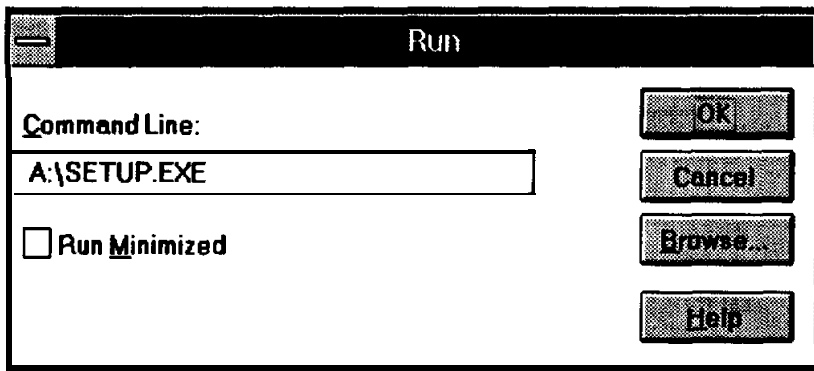 Run
Command Line:
A:\SETUP.EXE
Run Minimized
OK
Cancel
Browse...
Help